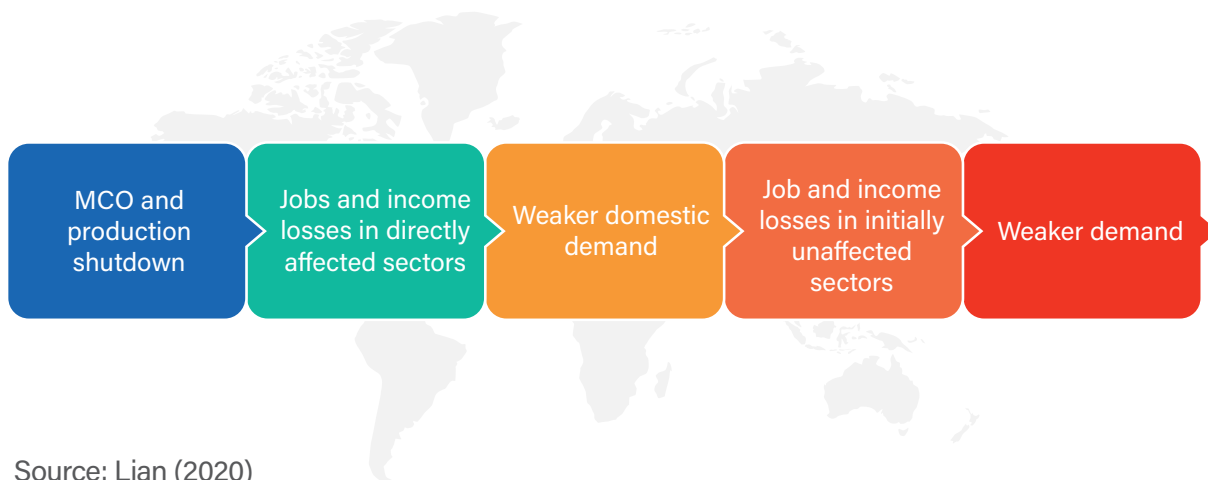 MCO and
production
shutdown
Jobs and income
losses in directly
affected sectors
Weaker domestic
demand
Job and income
losses in initially
unaffected
sectors
Weaker demand
Source: Lian (2020)